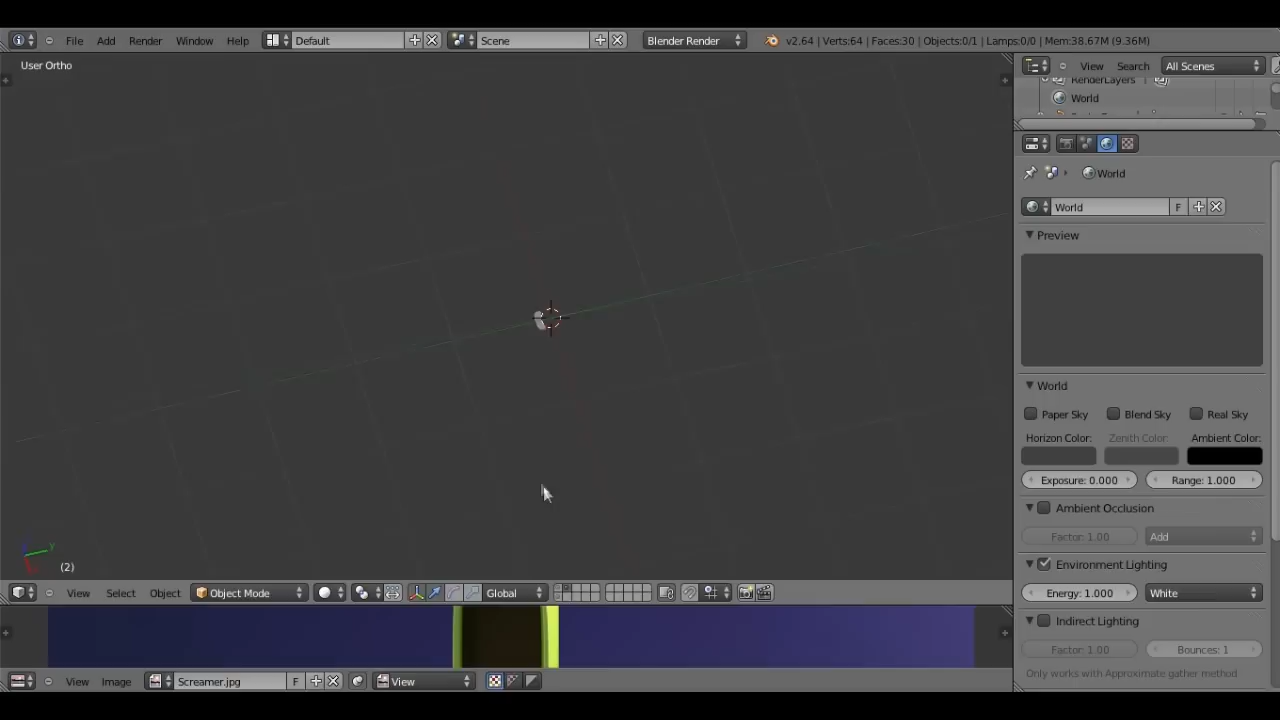 File Add Render Window Help Default Scene Blender Render v2.64 | Verts:64 | Faces:30 | Objects:0/1 | Lamps:0/0 | Mem:38.67M (9.36M)
User Ortho
View Search All Scenes
RenderLayers
World
World
World F
Preview
World
Paper Sky Blend Sky Real Sky
Horizon Color: Zenith Color: Ambient Color:
Exposure: 0.000 Range: 1.000
Ambient Occlusion
Factor: 1.00 Add
Environment Lighting
Energy: 1.000 White
Indirect Lighting
Factor: 1.00 Bounces: 1
Only works with Approximate gather method
y
(2)
View Select Object Object Mode Global
View Image Screamer.jpg F View